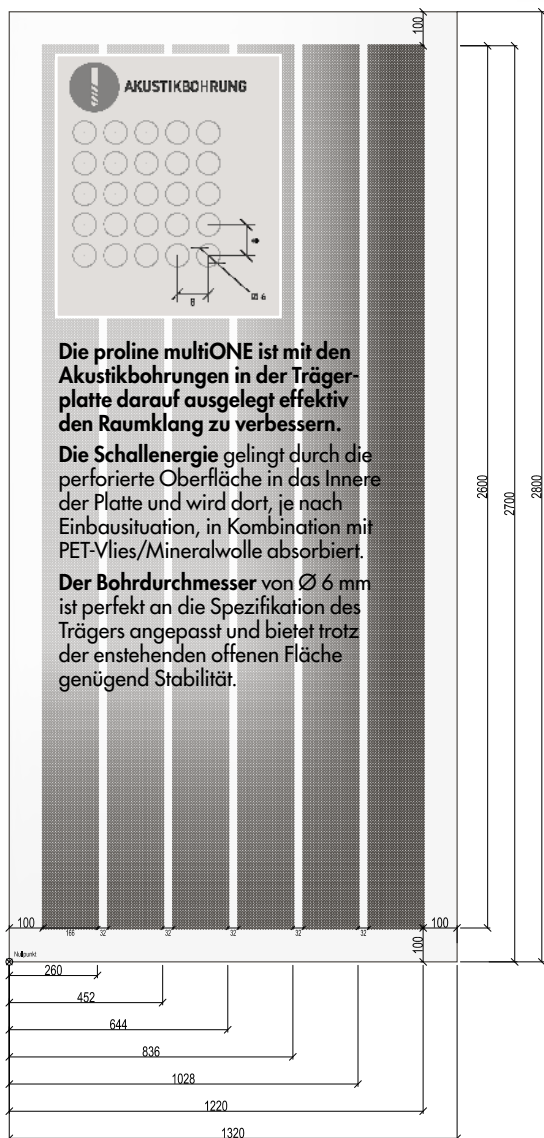 100
AKUSTIKBOHRUNG
8
Ø 6
Die proline multiONE ist mit den
Akustikbohrungen in der Träger-
platte darauf ausgelegt effektiv
den Raumklang zu verbessern.
Die Schallenergie gelingt durch die
perforierte Oberfläche in das Innere
der Platte und wird dort, je nach
Einbausituation, in Kombination mit
PET-Vlies/Mineralwolle absorbiert.
Der Bohrdurchmesser von Ø 6 mm
ist perfekt an die Spezifikation des
Trägers angepasst und bietet trotz
der enstehenden offenen Fläche
genügend Stabilität.
2600
2700
2800
100
166 32 32 32 32 32
100
100
Nullpunkt
260
452
644
836
1028
1220
1320